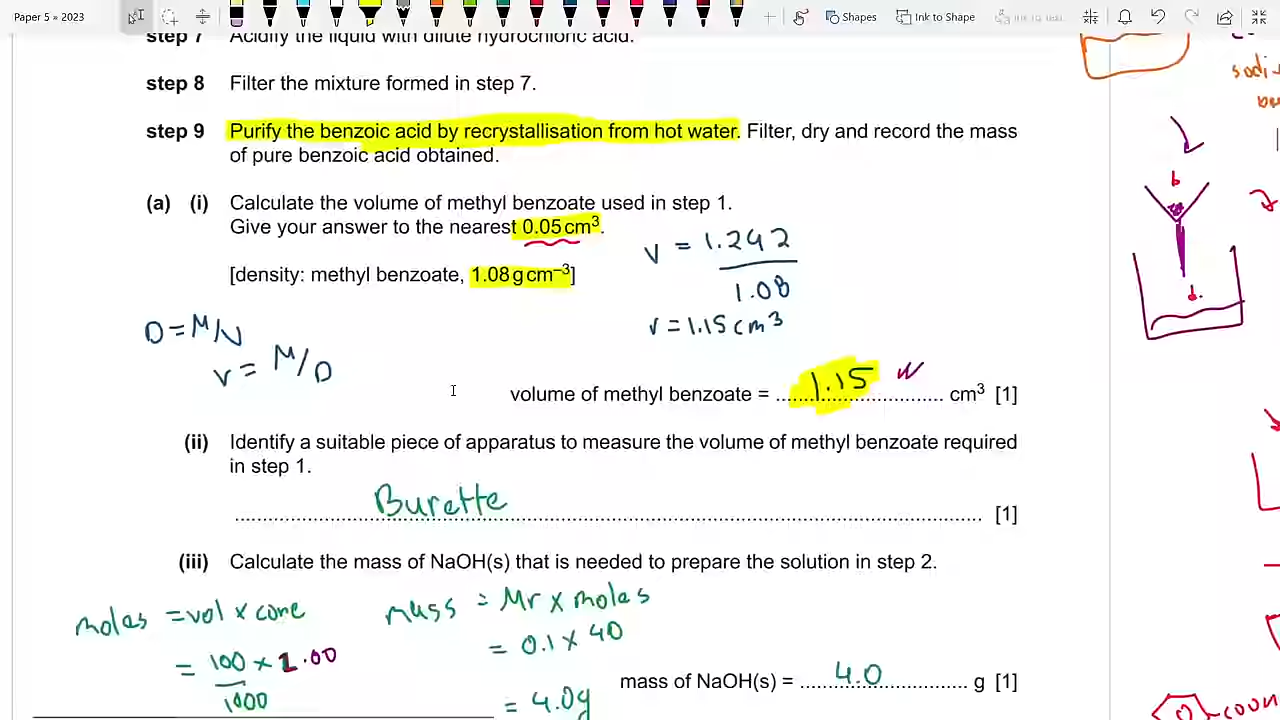 Paper 5 » 2023
Shapes
Ink to Shape
Ink to Text
step 7 Acidify the liquid with dilute hydrochloric acid.
step 8 Filter the mixture formed in step 7.
step 9 Purify the benzoic acid by recrystallisation from hot water. Filter, dry and record the mass
of pure benzoic acid obtained.
(a) (i) Calculate the volume of methyl benzoate used in step 1.
Give your answer to the nearest 0.05 cm³.
[density: methyl benzoate, 1.08 g cm⁻³]
v = 1.242
1.08
v = 1.15 cm³
D = M/V
v = M/D
volume of methyl benzoate = 1.15 cm³ [1]
(ii) Identify a suitable piece of apparatus to measure the volume of methyl benzoate required
in step 1.
Burette
[1]
(iii) Calculate the mass of NaOH(s) that is needed to prepare the solution in step 2.
moles = vol x conc
= 100 x 1.00
1000
mass = Mr x moles
= 0.1 x 40
= 4.0g
mass of NaOH(s) = 4.0 g [1]
b
d.